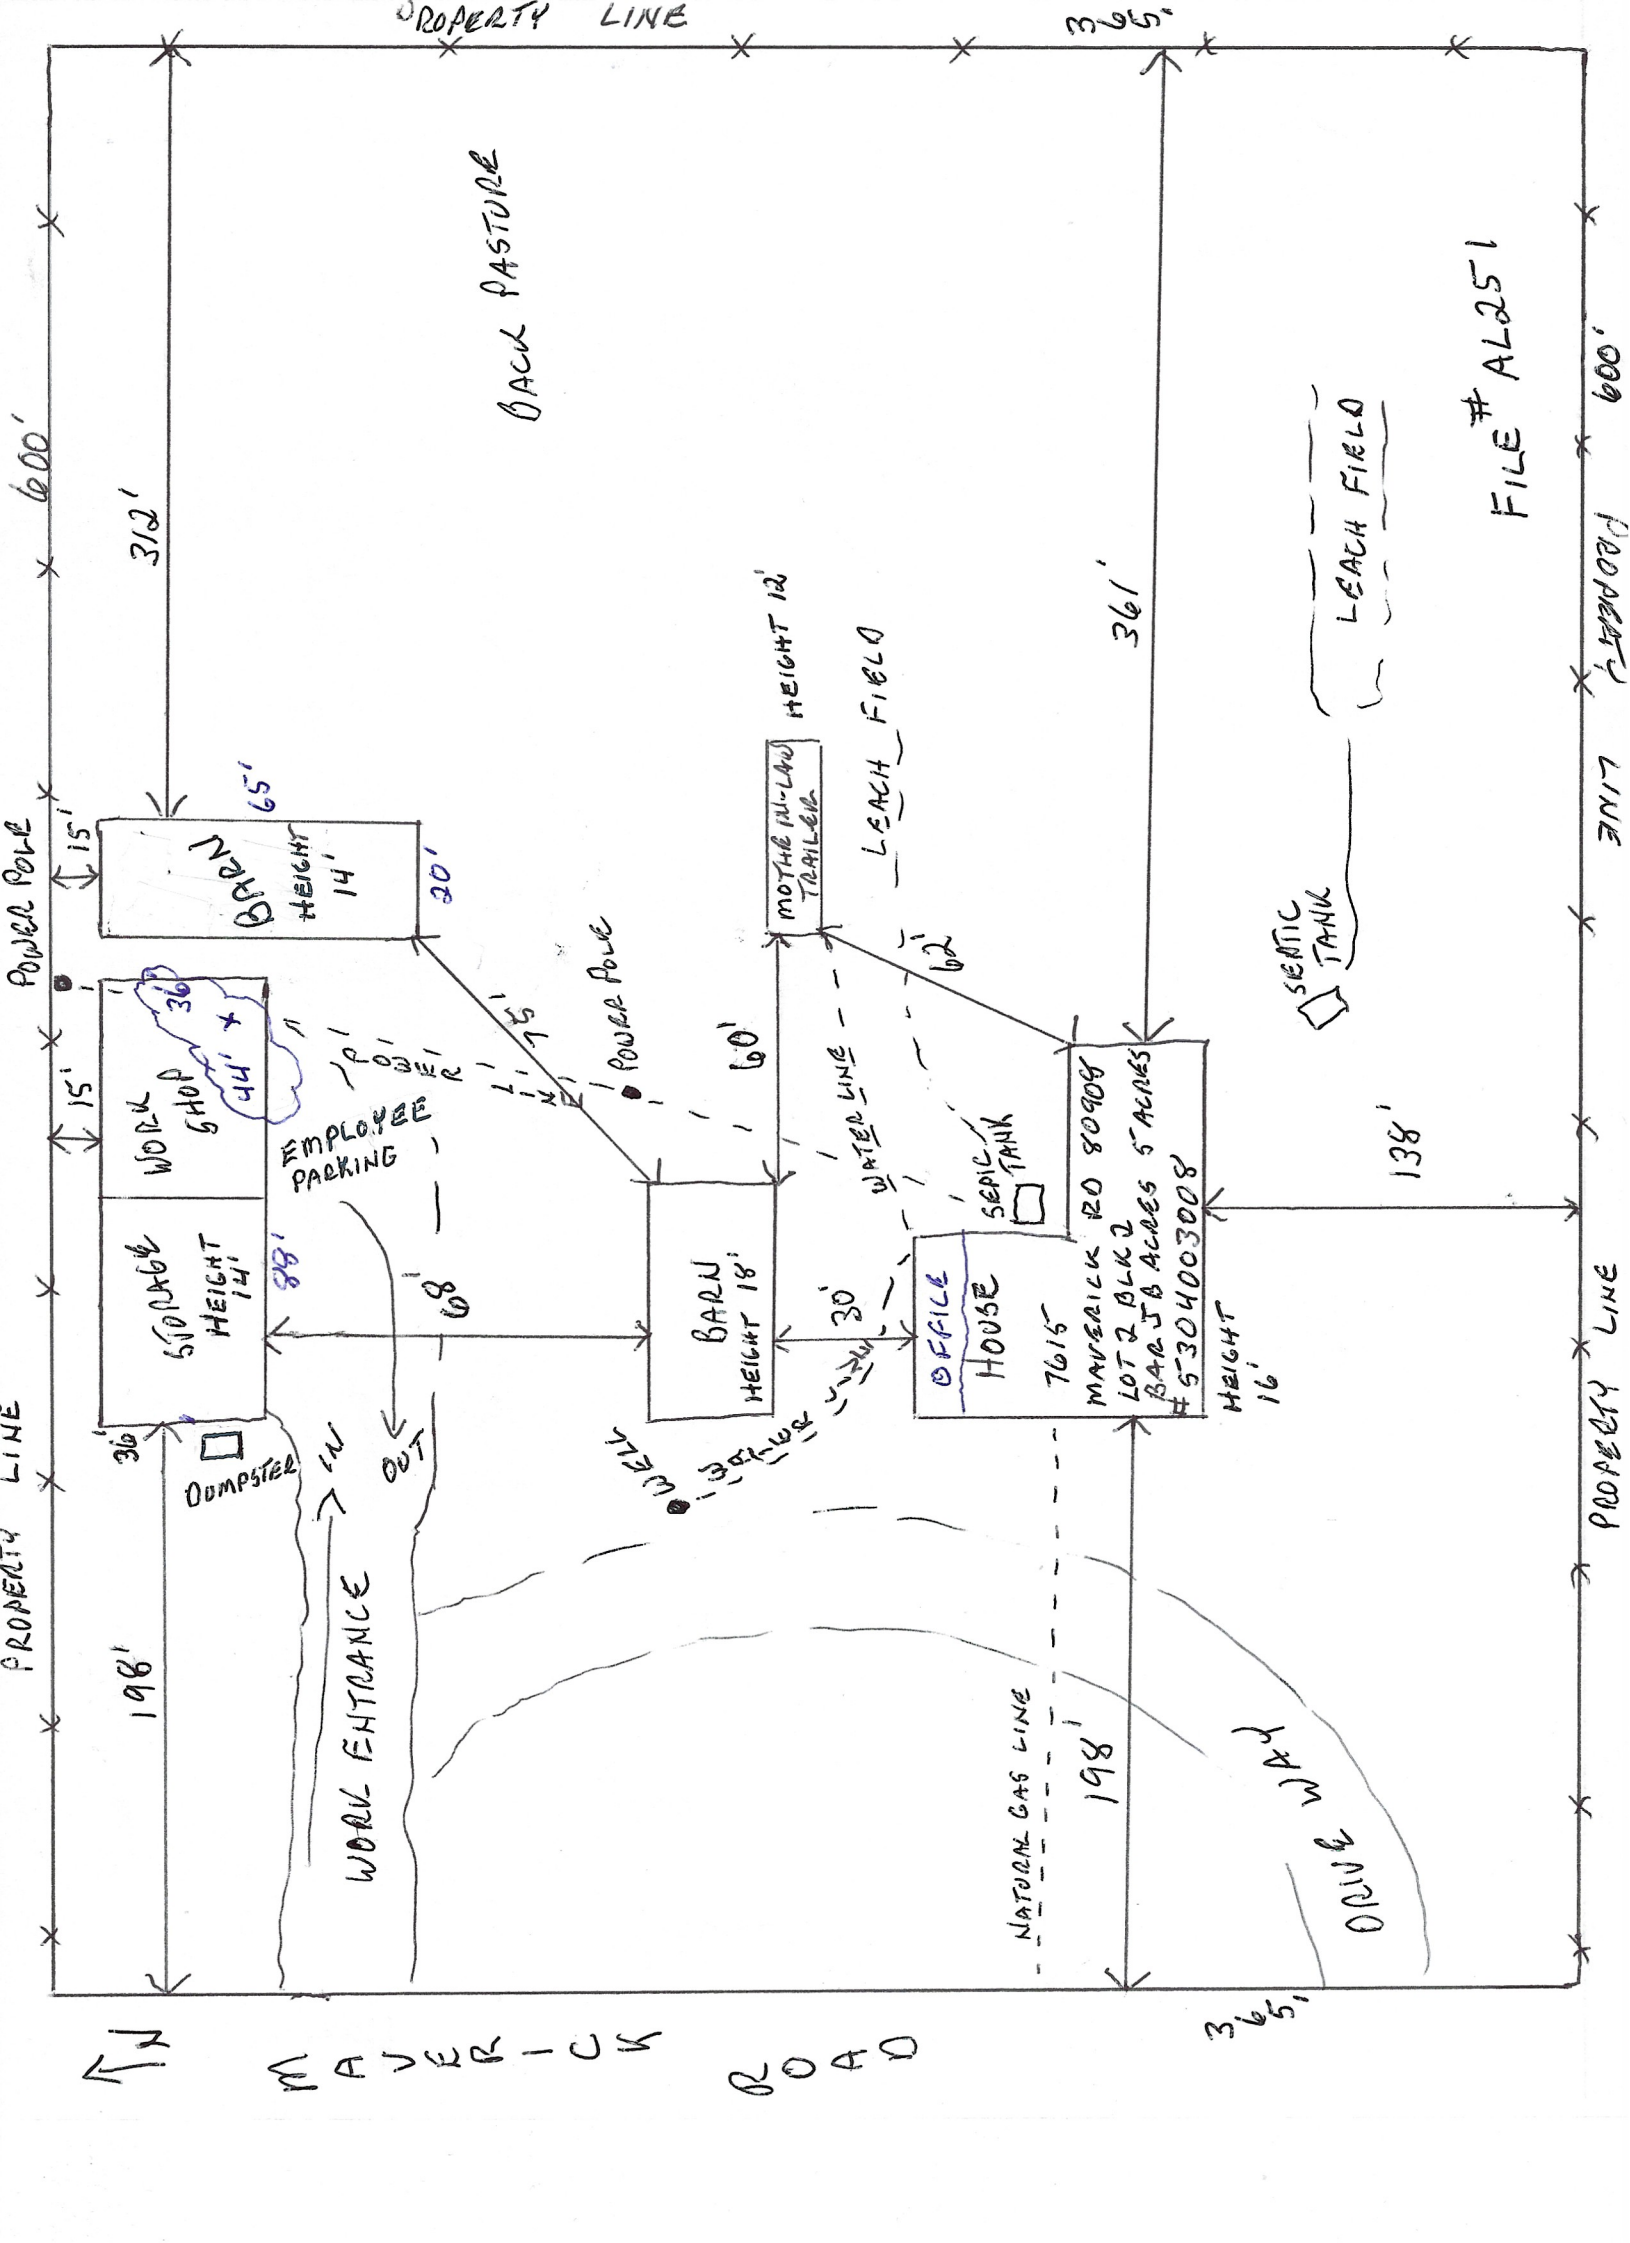 PROPERTY LINE
365'
600'
312'
BACK PASTURE
POWER POLE
15'
BARN
HEIGHT
14'
65'
20'
15'
WORK
SHOP
36'
X
44'
POWER
LINE
EMPLOYEE
PARKING
75'
POWER POLE
STORAGE
HEIGHT
14'
88'
36'
DUMPSTER
68'
BARN
HEIGHT 18'
60'
MOTHR IN-LAW
TRAILER
HEIGHT 12'
LEACH FIELD
62'
WATER LINE
SEPIC
TANK
30'
OFFICE
HOUSE
7615
MAVERICK RD 80908
LOT 2 BLK 2
BAR JB ACRES 5 ACRES
#5304003008
HEIGHT
16'
361'
138'
SEPTIC
TANK
LEACH FIELD
FILE # AL251
600'
PROPERTY LINE
PROPERTY LINE
PROPERTY LINE
198'
IN
OUT
WORK ENTRANCE
WELL
WATER LINE
NATURAL GAS LINE
198'
DRIVE WAY
365'
N
MAVERICK ROAD